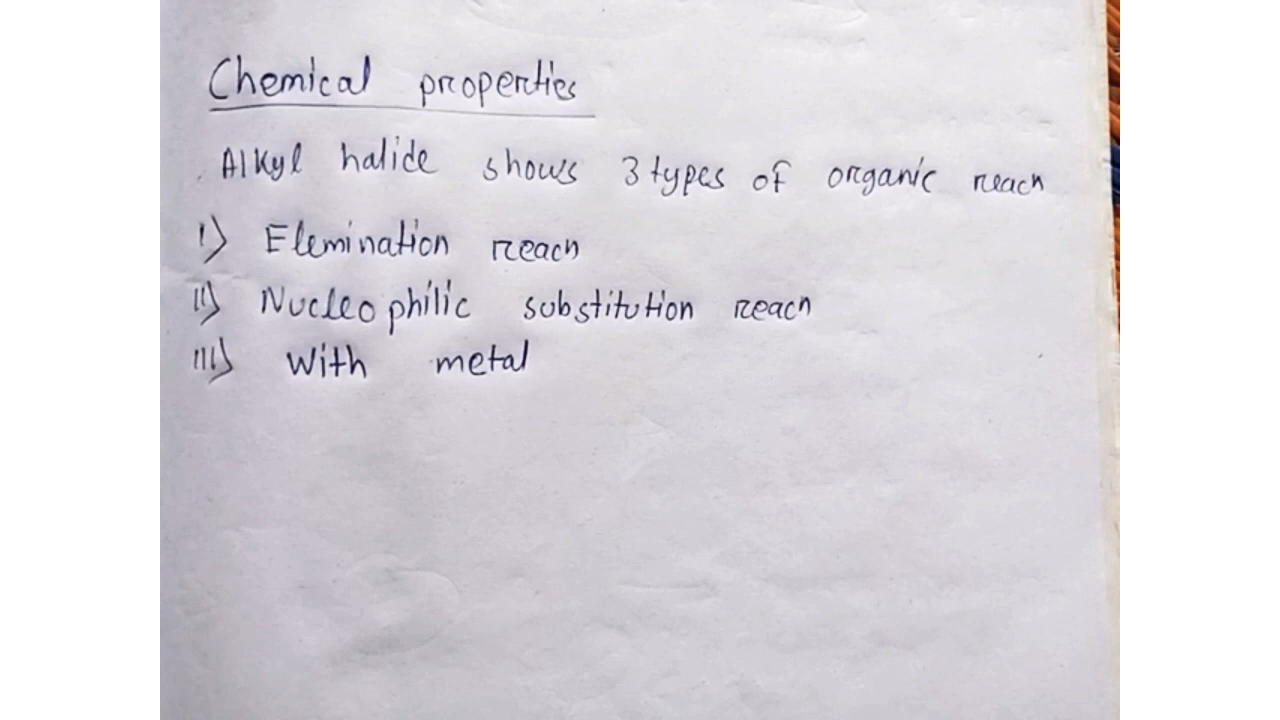 Chemical properties
Alkyl halide shows 3 types of organic reacn
I) Elemination reacn
II) Nucleophilic substitution reacn
III) With metal